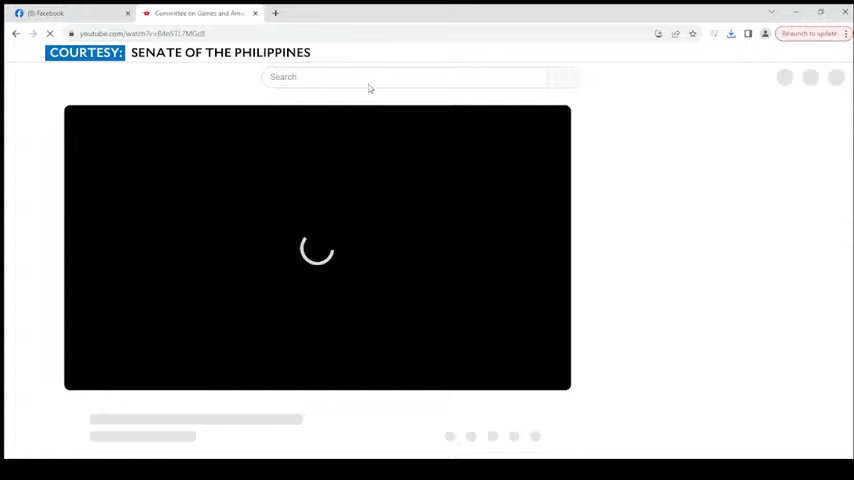 (8) Facebook
Committee on Games and Amu
Relaunch to update
COURTESY: SENATE OF THE PHILIPPINES
Search